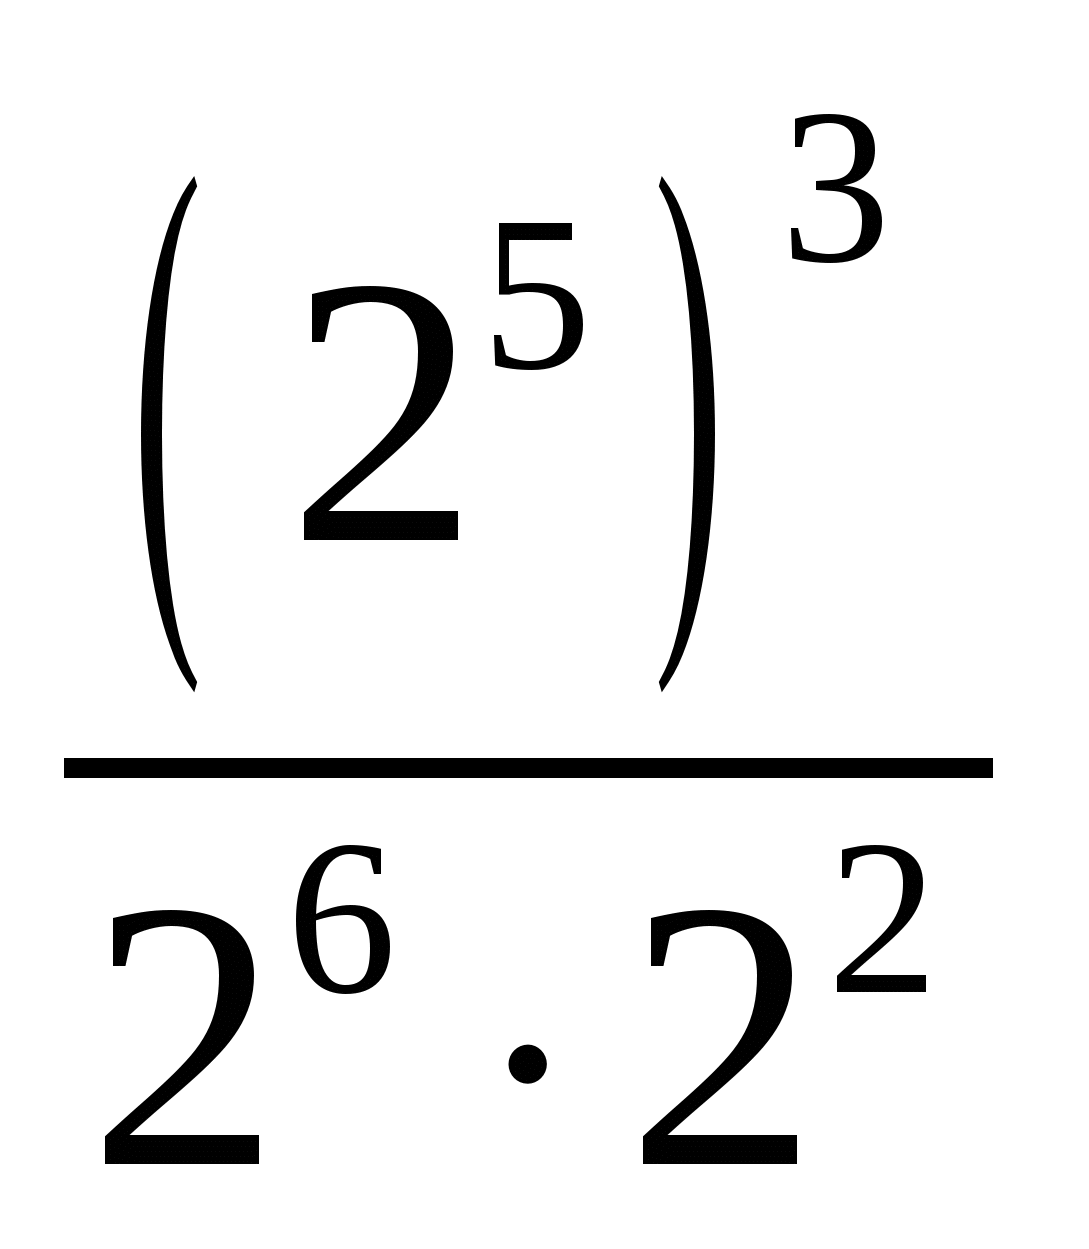 (2⁵)³
2⁶ · 2²